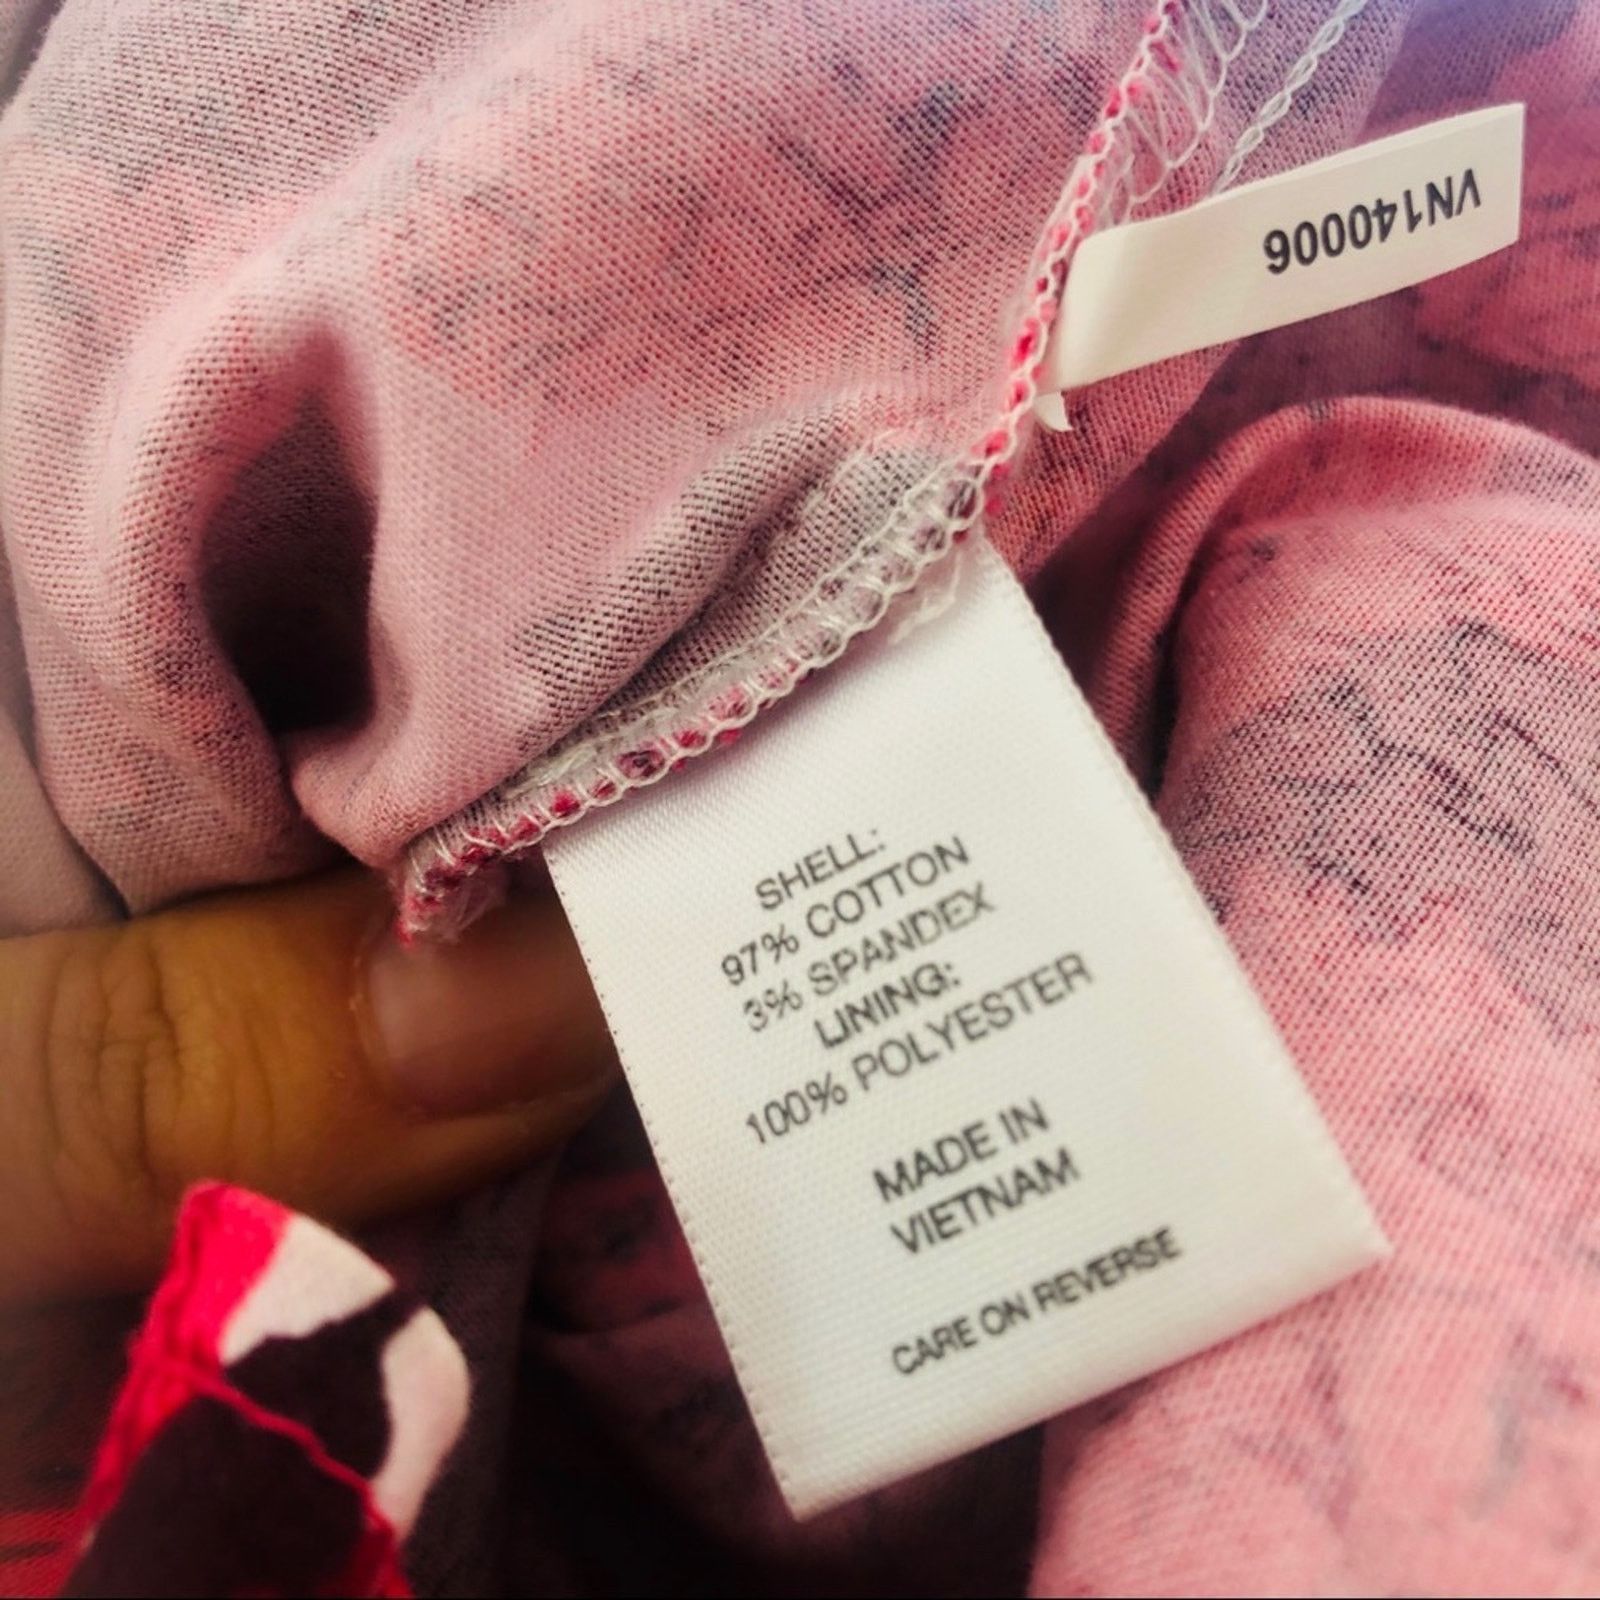 VN140006
SHELL:
97% COTTON
3% SPANDEX
LINING:
100% POLYESTER
MADE IN
VIETNAM
CARE ON REVERSE